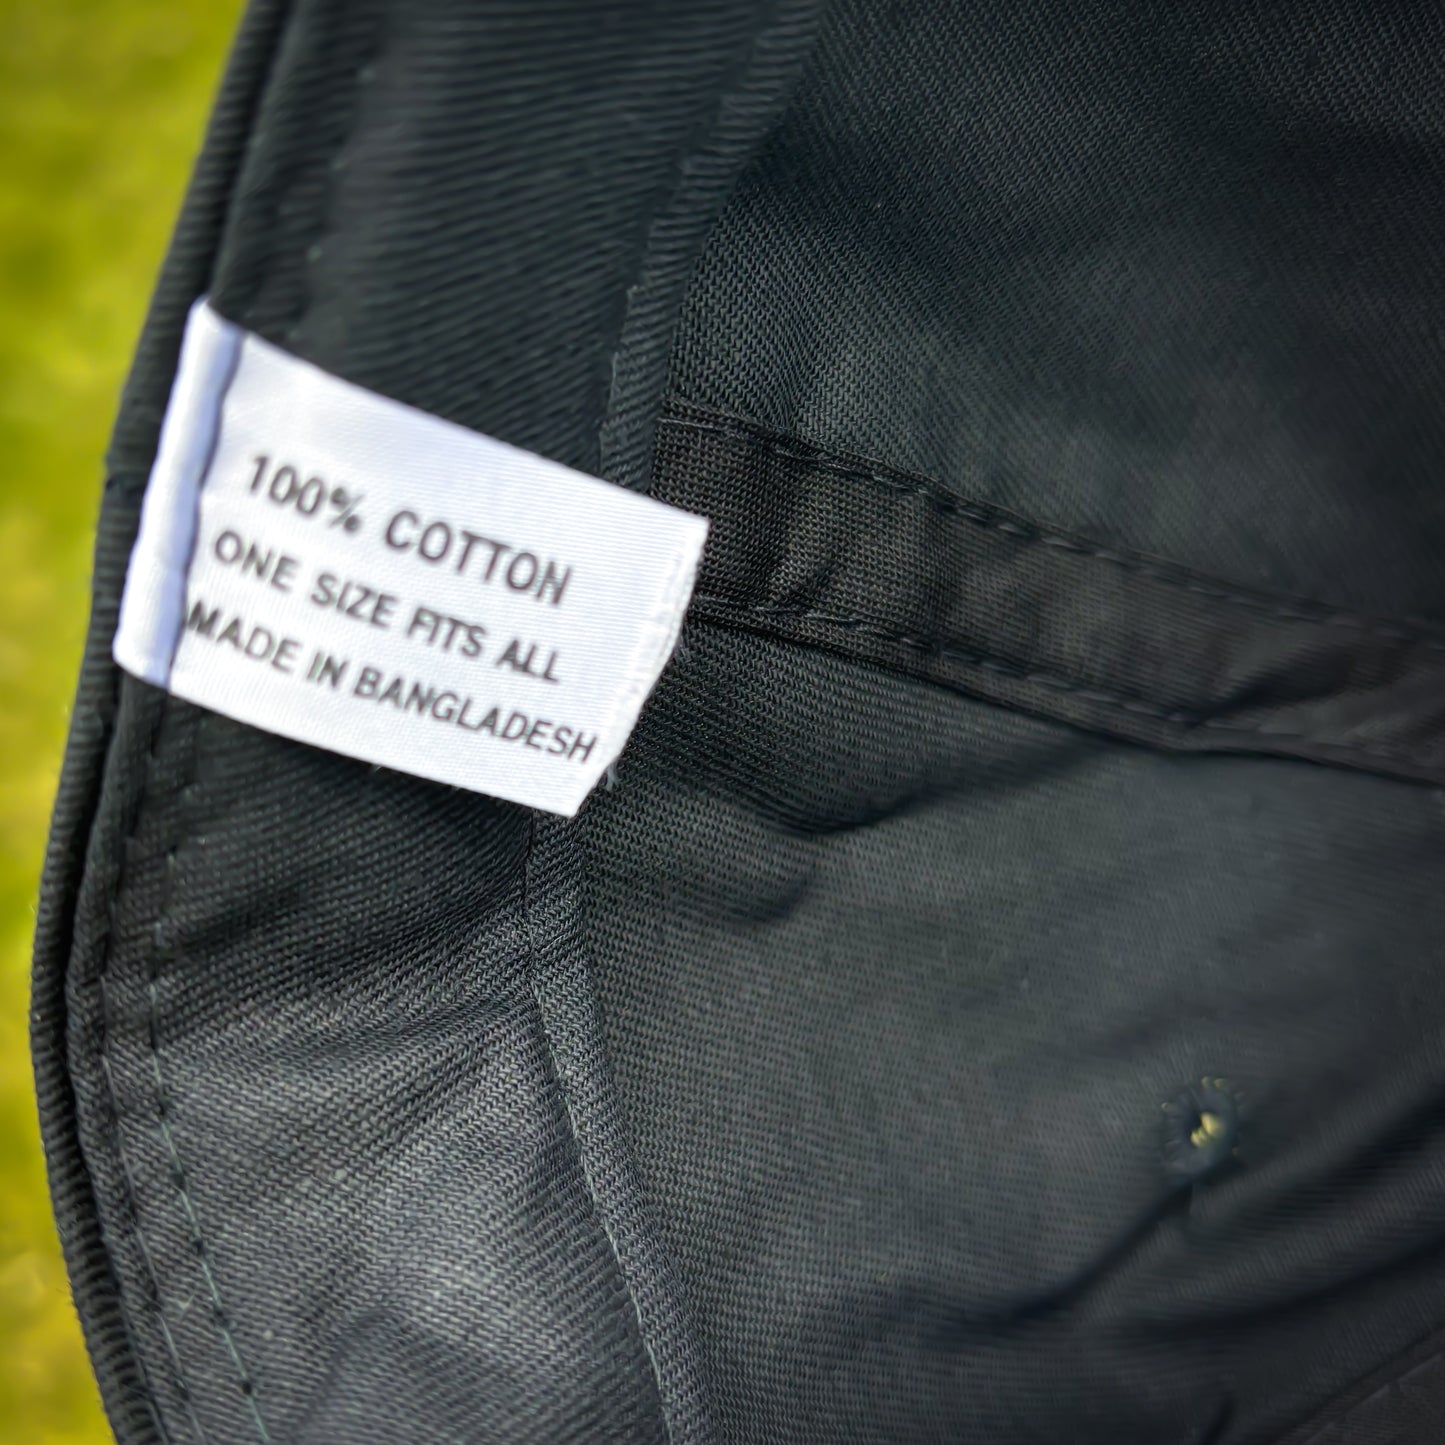 100% COTTON
ONE SIZE FITS ALL
MADE IN BANGLADESH